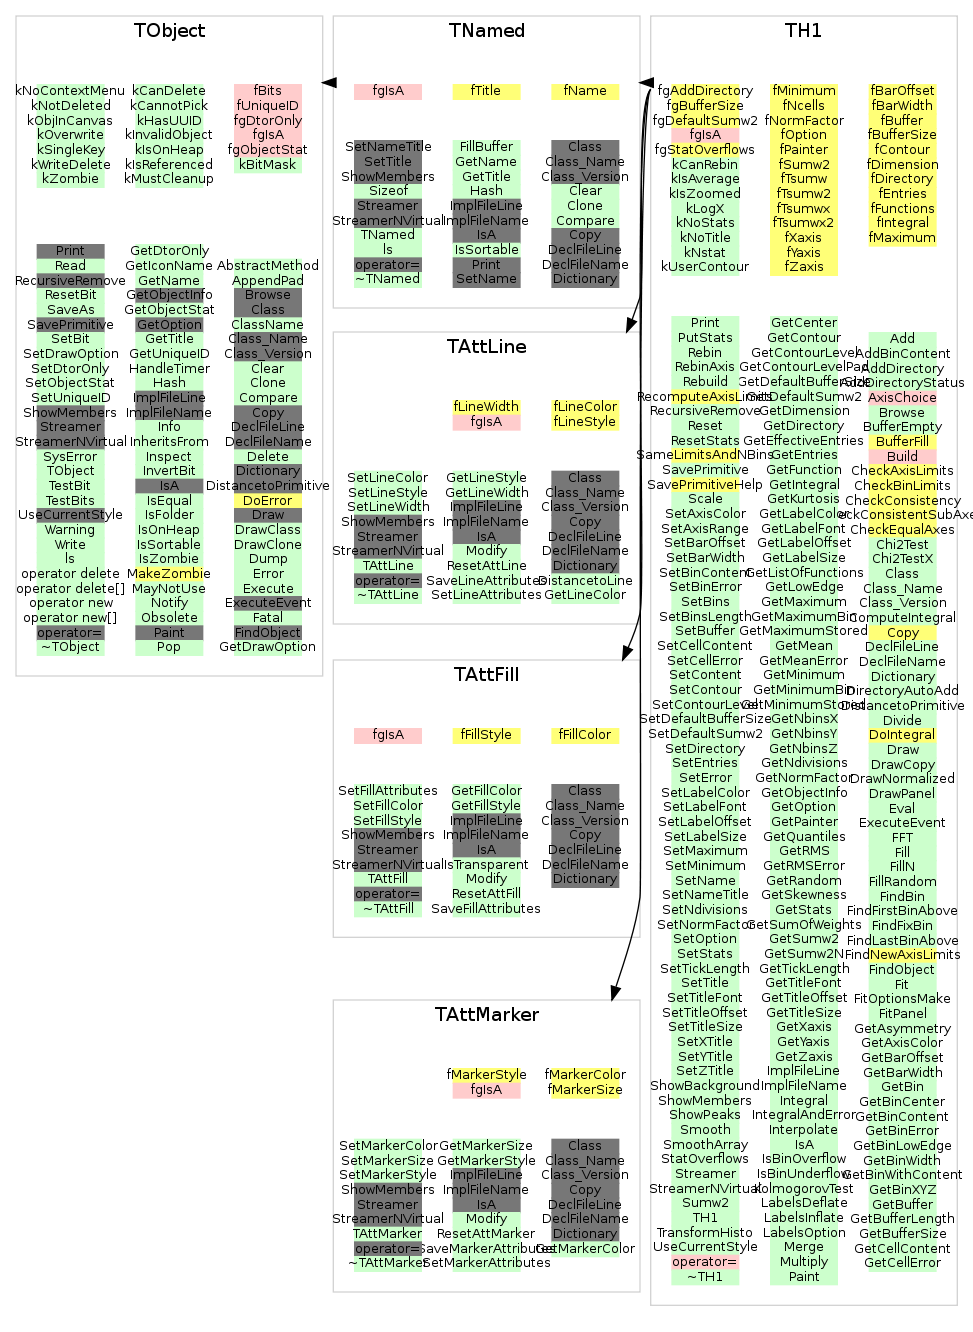 TObject
kNoContextMenu
kNotDeleted
kObjInCanvas
kOverwrite
kSingleKey
kWriteDelete
kZombie
kCanDelete
kCannotPick
kHasUUID
kInvalidObject
kIsOnHeap
kIsReferenced
kMustCleanup
fBits
fUniqueID
fgDtorOnly
fgIsA
fgObjectStat
kBitMask
Print
Read
RecursiveRemove
ResetBit
SaveAs
SavePrimitive
SetBit
SetDrawOption
SetDtorOnly
SetObjectStat
SetUniqueID
ShowMembers
Streamer
StreamerNVirtual
SysError
TObject
TestBit
TestBits
UseCurrentStyle
Warning
Write
ls
operator delete
operator delete[]
operator new
operator new[]
operator=
~TObject
GetDtorOnly
GetIconName
GetName
GetObjectInfo
GetObjectStat
GetOption
GetTitle
GetUniqueID
HandleTimer
Hash
ImplFileLine
ImplFileName
Info
InheritsFrom
Inspect
InvertBit
IsA
IsEqual
IsFolder
IsOnHeap
IsSortable
IsZombie
MakeZombie
MayNotUse
Notify
Obsolete
Paint
Pop
AbstractMethod
AppendPad
Browse
Class
ClassName
Class_Name
Class_Version
Clear
Clone
Compare
Copy
DeclFileLine
DeclFileName
Delete
Dictionary
DistancetoPrimitive
DoError
Draw
DrawClass
DrawClone
Dump
Error
Execute
ExecuteEvent
Fatal
FindObject
GetDrawOption
TNamed
fgIsA
fTitle
fName
SetNameTitle
SetTitle
ShowMembers
Sizeof
Streamer
StreamerNVirtual
TNamed
ls
operator=
~TNamed
FillBuffer
GetName
GetTitle
Hash
ImplFileLine
ImplFileName
IsA
IsSortable
Print
SetName
Class
Class_Name
Class_Version
Clear
Clone
Compare
Copy
DeclFileLine
DeclFileName
Dictionary
TAttLine
fLineWidth
fgIsA
fLineColor
fLineStyle
SetLineColor
SetLineStyle
SetLineWidth
ShowMembers
Streamer
StreamerNVirtual
TAttLine
operator=
~TAttLine
GetLineStyle
GetLineWidth
ImplFileLine
ImplFileName
IsA
Modify
ResetAttLine
SaveLineAttributes
SetLineAttributes
Class
Class_Name
Class_Version
Copy
DeclFileLine
DeclFileName
Dictionary
DistancetoLine
GetLineColor
TAttFill
fgIsA
fFillStyle
fFillColor
SetFillAttributes
SetFillColor
SetFillStyle
ShowMembers
Streamer
StreamerNVirtual
TAttFill
operator=
~TAttFill
GetFillColor
GetFillStyle
ImplFileLine
ImplFileName
IsA
IsTransparent
Modify
ResetAttFill
SaveFillAttributes
Class
Class_Name
Class_Version
Copy
DeclFileLine
DeclFileName
Dictionary
TAttMarker
fMarkerStyle
fgIsA
fMarkerColor
fMarkerSize
SetMarkerColor
SetMarkerSize
SetMarkerStyle
ShowMembers
Streamer
StreamerNVirtual
TAttMarker
operator=
~TAttMarker
GetMarkerSize
GetMarkerStyle
ImplFileLine
ImplFileName
IsA
Modify
ResetAttMarker
SaveMarkerAttributes
SetMarkerAttributes
Class
Class_Name
Class_Version
Copy
DeclFileLine
DeclFileName
Dictionary
GetMarkerColor
TH1
fgAddDirectory
fgBufferSize
fgDefaultSumw2
fgIsA
fgStatOverflows
kCanRebin
kIsAverage
kIsZoomed
kLogX
kNoStats
kNoTitle
kNstat
kUserContour
fMinimum
fNcells
fNormFactor
fOption
fPainter
fSumw2
fTsumw
fTsumw2
fTsumwx
fTsumwx2
fXaxis
fYaxis
fZaxis
fBarOffset
fBarWidth
fBuffer
fBufferSize
fContour
fDimension
fDirectory
fEntries
fFunctions
fIntegral
fMaximum
Print
PutStats
Rebin
RebinAxis
Rebuild
RecomputeAxisLimits
RecursiveRemove
Reset
ResetStats
SameLimitsAndNBins
SavePrimitive
SavePrimitiveHelp
Scale
SetAxisColor
SetAxisRange
SetBarOffset
SetBarWidth
SetBinContent
SetBinError
SetBins
SetBinsLength
SetBuffer
SetCellContent
SetCellError
SetContent
SetContour
SetContourLevel
SetDefaultBufferSize
SetDefaultSumw2
SetDirectory
SetEntries
SetError
SetLabelColor
SetLabelFont
SetLabelOffset
SetLabelSize
SetMaximum
SetMinimum
SetName
SetNameTitle
SetNdivisions
SetNormFactor
SetOption
SetStats
SetTickLength
SetTitle
SetTitleFont
SetTitleOffset
SetTitleSize
SetXTitle
SetYTitle
SetZTitle
ShowBackground
ShowMembers
ShowPeaks
Smooth
SmoothArray
StatOverflows
Streamer
StreamerNVirtual
Sumw2
TH1
TransformHisto
UseCurrentStyle
operator=
~TH1
GetCenter
GetContour
GetContourLevel
GetContourLevelPad
GetDefaultBufferSize
GetDefaultSumw2
GetDimension
GetDirectory
GetEffectiveEntries
GetEntries
GetFunction
GetIntegral
GetKurtosis
GetLabelColor
GetLabelFont
GetLabelOffset
GetLabelSize
GetListOfFunctions
GetLowEdge
GetMaximum
GetMaximumBin
GetMaximumStored
GetMean
GetMeanError
GetMinimum
GetMinimumBin
GetMinimumStored
GetNbinsX
GetNbinsY
GetNbinsZ
GetNdivisions
GetNormFactor
GetObjectInfo
GetOption
GetPainter
GetQuantiles
GetRMS
GetRMSError
GetRandom
GetSkewness
GetStats
GetSumOfWeights
GetSumw2
GetSumw2N
GetTickLength
GetTitleFont
GetTitleOffset
GetTitleSize
GetXaxis
GetYaxis
GetZaxis
ImplFileLine
ImplFileName
Integral
IntegralAndError
Interpolate
IsA
IsBinOverflow
IsBinUnderflow
KolmogorovTest
LabelsDeflate
LabelsInflate
LabelsOption
Merge
Multiply
Paint
Add
AddBinContent
AddDirectory
AddDirectoryStatus
AxisChoice
Browse
BufferEmpty
BufferFill
Build
CheckAxisLimits
CheckBinLimits
CheckConsistency
eckConsistentSubAxe
CheckEqualAxes
Chi2Test
Chi2TestX
Class
Class_Name
Class_Version
ComputeIntegral
Copy
DeclFileLine
DeclFileName
Dictionary
DirectoryAutoAdd
DistancetoPrimitive
Divide
DoIntegral
Draw
DrawCopy
DrawNormalized
DrawPanel
Eval
ExecuteEvent
FFT
Fill
FillN
FillRandom
FindBin
FindFirstBinAbove
FindFixBin
FindLastBinAbove
FindNewAxisLimits
FindObject
Fit
FitOptionsMake
FitPanel
GetAsymmetry
GetAxisColor
GetBarOffset
GetBarWidth
GetBin
GetBinCenter
GetBinContent
GetBinError
GetBinLowEdge
GetBinWidth
GetBinWithContent
GetBinXYZ
GetBuffer
GetBufferLength
GetBufferSize
GetCellContent
GetCellError